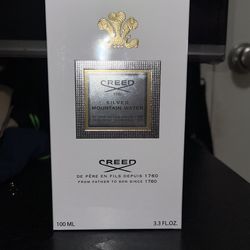 CREED
1760
SILVER
MOUNTAIN WATER
CREED
DE PÈRE EN FILS DEPUIS 1760
FROM FATHER TO SON SINCE 1760
100 ML 3.3 FL.OZ.